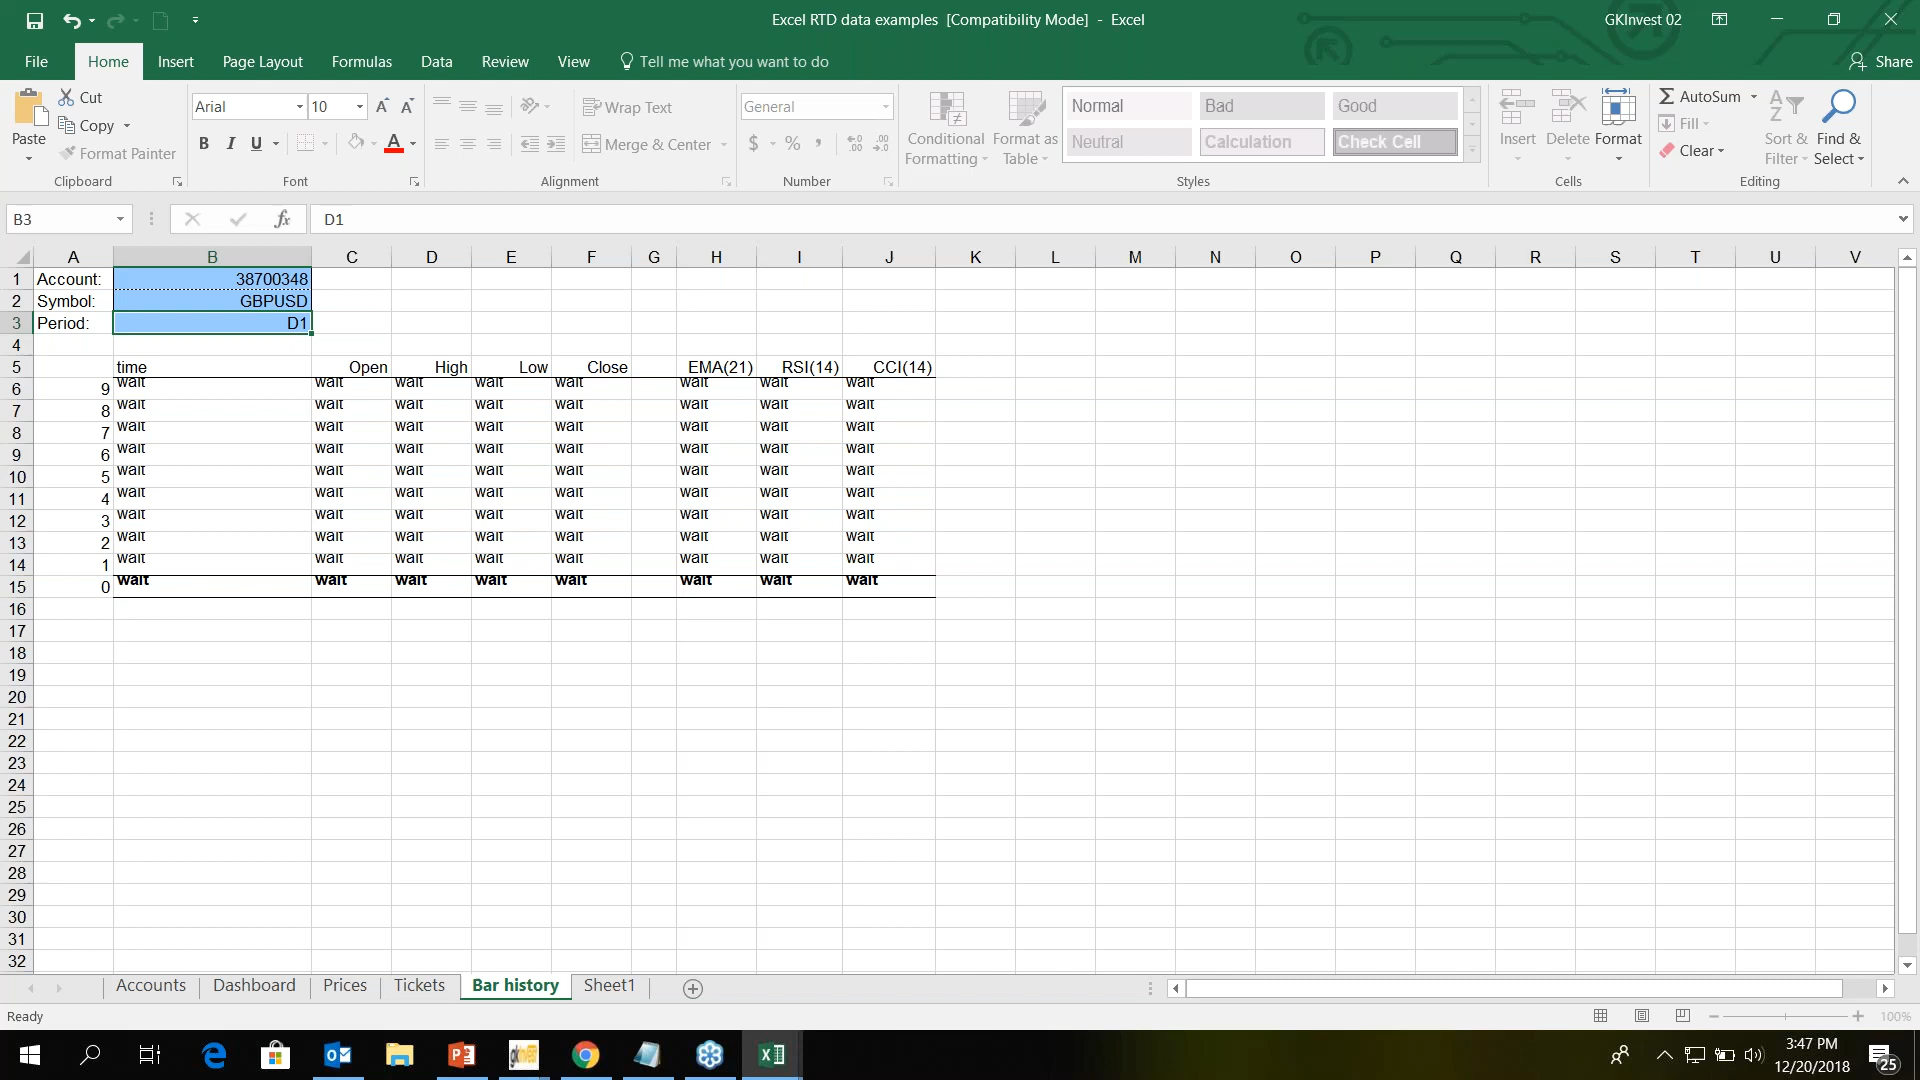 Excel RTD data examples [Compatibility Mode] - Excel
GKInvest 02
File Home Insert Page Layout Formulas Data Review View Tell me what you want to do
Share
Cut
Copy
Format Painter
Paste
Clipboard
Arial 10
B I U A
Font
Wrap Text
Merge & Center
Alignment
General
$ % ,
Number
Conditional Formatting
Format as Table
Normal Bad Good
Neutral Calculation Check Cell
Styles
Insert Delete Format
Cells
AutoSum
Fill
Clear
Sort & Filter
Find & Select
Editing
B3 fx D1
A B C D E F G H I J K L M N O P Q R S T U V
1 Account: 38700348
2 Symbol: GBPUSD
3 Period: D1
4
5 time Open High Low Close EMA(21) RSI(14) CCI(14)
6 9 wait wait wait wait wait wait wait wait
7 8 wait wait wait wait wait wait wait wait
8 7 wait wait wait wait wait wait wait wait
9 6 wait wait wait wait wait wait wait wait
10 5 wait wait wait wait wait wait wait wait
11 4 wait wait wait wait wait wait wait wait
12 3 wait wait wait wait wait wait wait wait
13 2 wait wait wait wait wait wait wait wait
14 1 wait wait wait wait wait wait wait wait
15 0 wait wait wait wait wait wait wait wait
16
17
18
19
20
21
22
23
24
25
26
27
28
29
30
31
32
Accounts Dashboard Prices Tickets Bar history Sheet1
Ready
100%
3:47 PM
12/20/2018
25